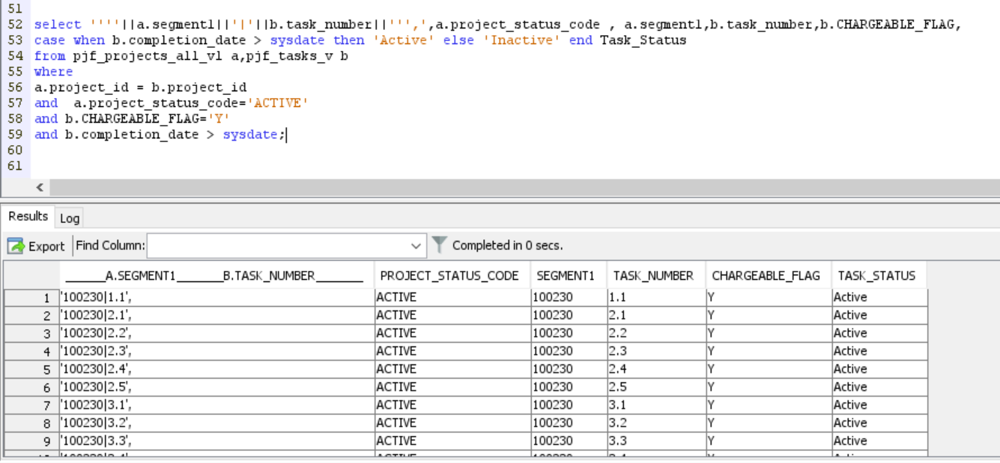 51
52 select ''''||a.segment1||'|'||b.task_number||''',',a.project_status_code , a.segment1,b.task_number,b.CHARGEABLE_FLAG,
53 case when b.completion_date > sysdate then 'Active' else 'Inactive' end Task_Status
54 from pjf_projects_all_vl a,pjf_tasks_v b
55 where
56 a.project_id = b.project_id
57 and  a.project_status_code='ACTIVE'
58 and b.CHARGEABLE_FLAG='Y'
59 and b.completion_date > sysdate;
60
61
Results Log
Export Find Column: Completed in 0 secs.
______A.SEGMENT1_______B.TASK_NUMBER_______ PROJECT_STATUS_CODE SEGMENT1 TASK_NUMBER CHARGEABLE_FLAG TASK_STATUS
1 '100230|1.1', ACTIVE 100230 1.1 Y Active
2 '100230|2.1', ACTIVE 100230 2.1 Y Active
3 '100230|2.2', ACTIVE 100230 2.2 Y Active
4 '100230|2.3', ACTIVE 100230 2.3 Y Active
5 '100230|2.4', ACTIVE 100230 2.4 Y Active
6 '100230|2.5', ACTIVE 100230 2.5 Y Active
7 '100230|3.1', ACTIVE 100230 3.1 Y Active
8 '100230|3.2', ACTIVE 100230 3.2 Y Active
9 '100230|3.3', ACTIVE 100230 3.3 Y Active